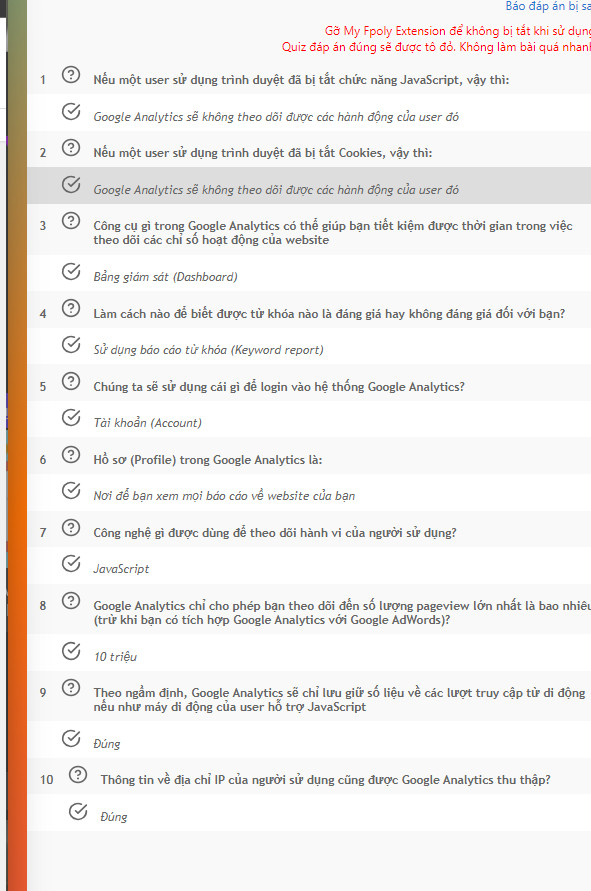 Báo đáp án bị sa
Gỡ My Fpoly Extension để không bị tắt khi sử dụng
Quiz đáp án đúng sẽ được tô đỏ. Không làm bài quá nhanh
1 Nếu một user sử dụng trình duyệt đã bị tắt chức năng JavaScript, vậy thì:
Google Analytics sẽ không theo dõi được các hành động của user đó
2 Nếu một user sử dụng trình duyệt đã bị tắt Cookies, vậy thì:
Google Analytics sẽ không theo dõi được các hành động của user đó
3 Công cụ gì trong Google Analytics có thể giúp bạn tiết kiệm được thời gian trong việc
theo dõi các chỉ số hoạt động của website
Bảng giám sát (Dashboard)
4 Làm cách nào để biết được từ khóa nào là đáng giá hay không đáng giá đối với bạn?
Sử dụng báo cáo từ khóa (Keyword report)
5 Chúng ta sẽ sử dụng cái gì để login vào hệ thống Google Analytics?
Tài khoản (Account)
6 Hồ sơ (Profile) trong Google Analytics là:
Nơi để bạn xem mọi báo cáo về website của bạn
7 Công nghệ gì được dùng để theo dõi hành vi của người sử dụng?
JavaScript
8 Google Analytics chỉ cho phép bạn theo dõi đến số lượng pageview lớn nhất là bao nhiêu
(trừ khi bạn có tích hợp Google Analytics với Google AdWords)?
10 triệu
9 Theo ngầm định, Google Analytics sẽ chỉ lưu giữ số liệu về các lượt truy cập từ di động
nếu như máy di động của user hỗ trợ JavaScript
Đúng
10 Thông tin về địa chỉ IP của người sử dụng cũng được Google Analytics thu thập?
Đúng